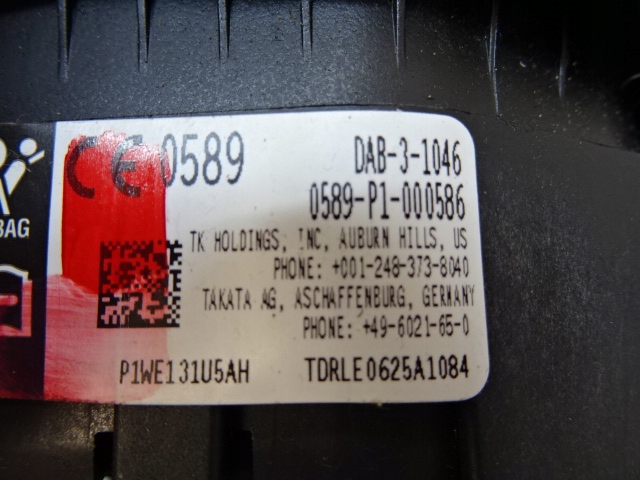 CE 0589
DAB-3-1046
0589-P1-000586
TK HOLDINGS, INC, AUBURN HILLS, US
PHONE: +001-248-373-8040
TAKATA AG, ASCHAFFENBURG, GERMANY
PHONE: +49-6021-65-0
P1WE131U5AH
TDRLE0625A1084
BAG